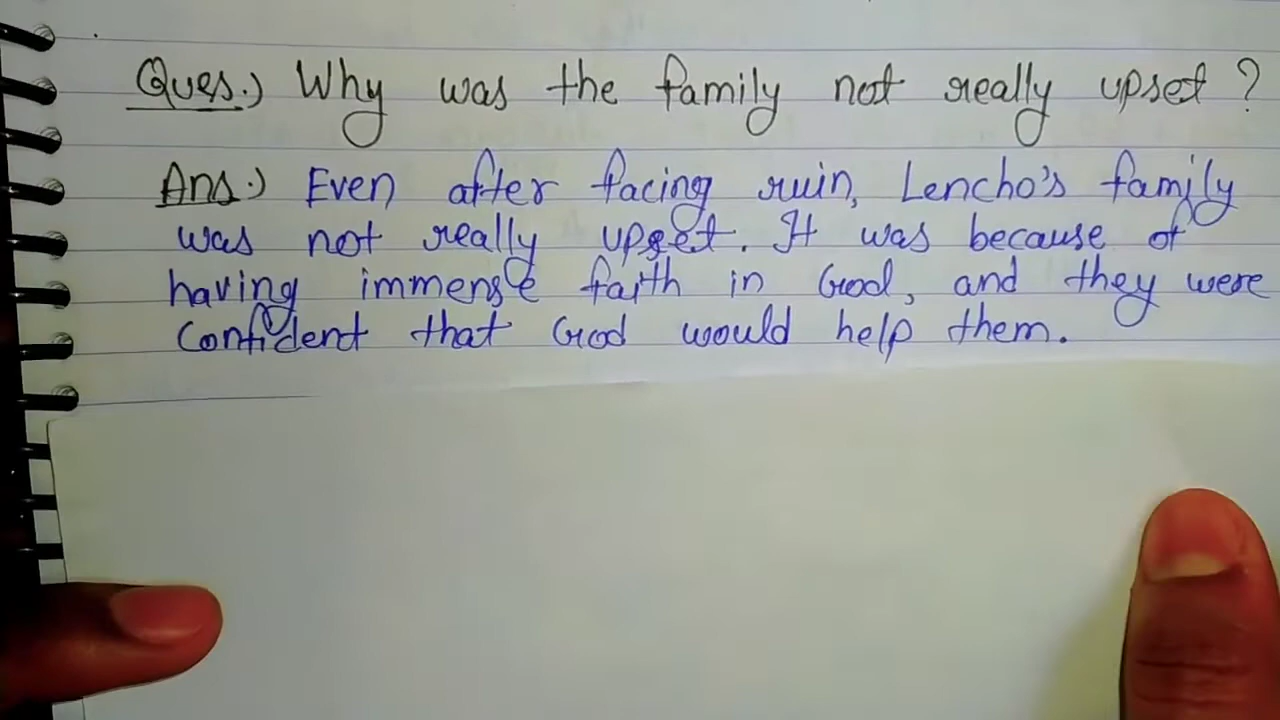 Ques.) Why was the family not really upset ?
Ans.) Even after facing ruin, Lencho's family
was not really upset. It was because of
having immense faith in God, and they were
confident that God would help them.